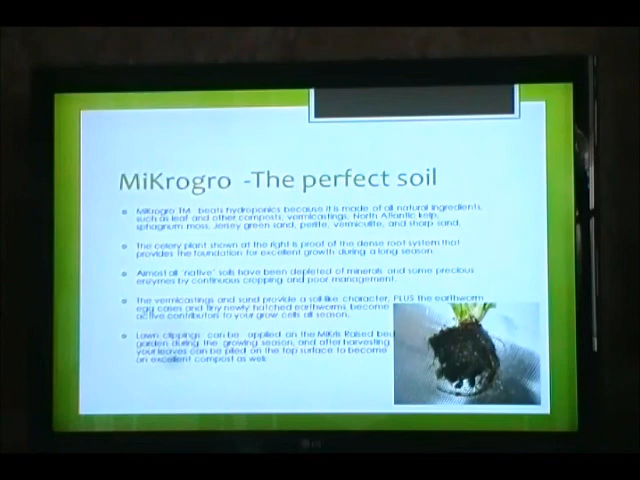 MiKrogro -The perfect soil
MiKrogro TM beats hydroponics because it is made of all natural ingredients,
such as leaf and other composts, vermicastings, North Atlantic kelp,
sphagnum moss, Jersey green sand, perlite, vermiculite, and sharp sand.
The celery plant shown at the right is proof of the dense root system that
provides the foundation for excellent growth during a long season.
Almost all 'native' soils have been depleted of minerals and some precious
enzymes by continuous cropping and poor management.
The vermicastings and sand provide a soil-like character, PLUS the earthworm
egg cases and tiny newly hatched earthworms become
active contributors to your grow cells all season.
Lawn clippings can be applied on the MiKris Raised bed
garden during the growing season, and after harvesting
your leaves can be piled on the top surface to become
an excellent compost as well.
LG